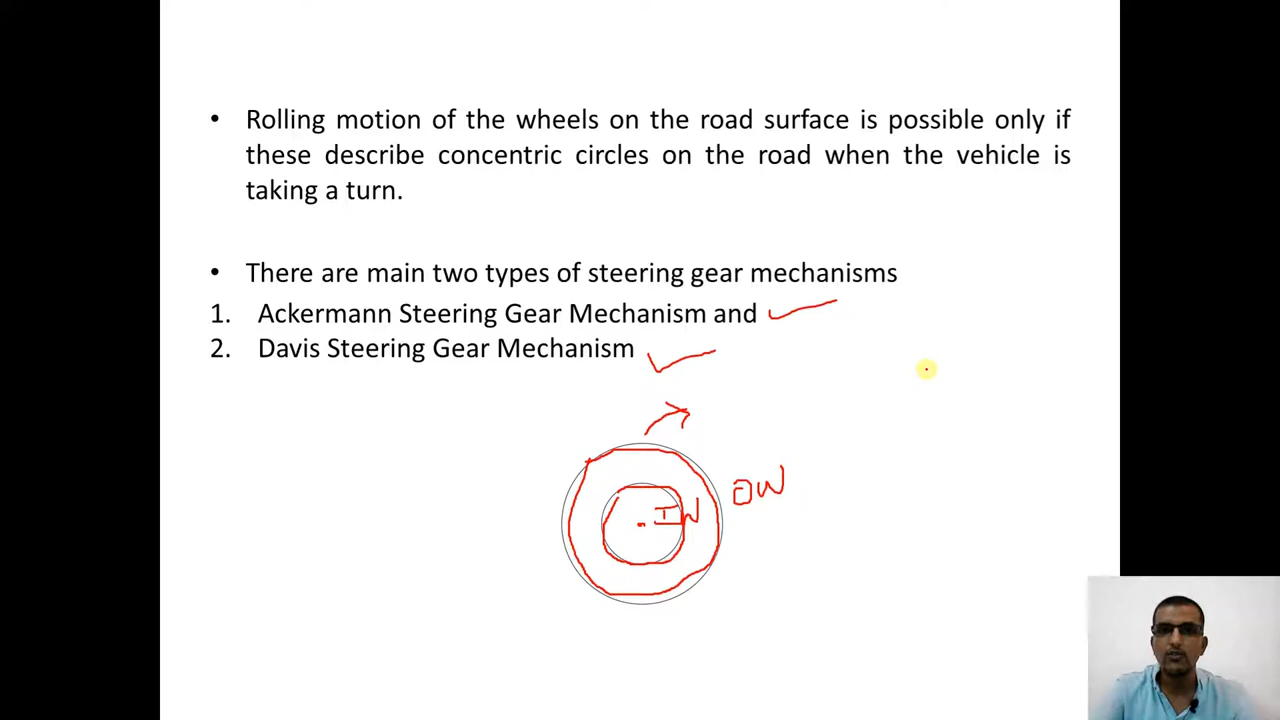 • Rolling motion of the wheels on the road surface is possible only if
these describe concentric circles on the road when the vehicle is
taking a turn.
• There are main two types of steering gear mechanisms
1. Ackermann Steering Gear Mechanism and
2. Davis Steering Gear Mechanism
OW
IW